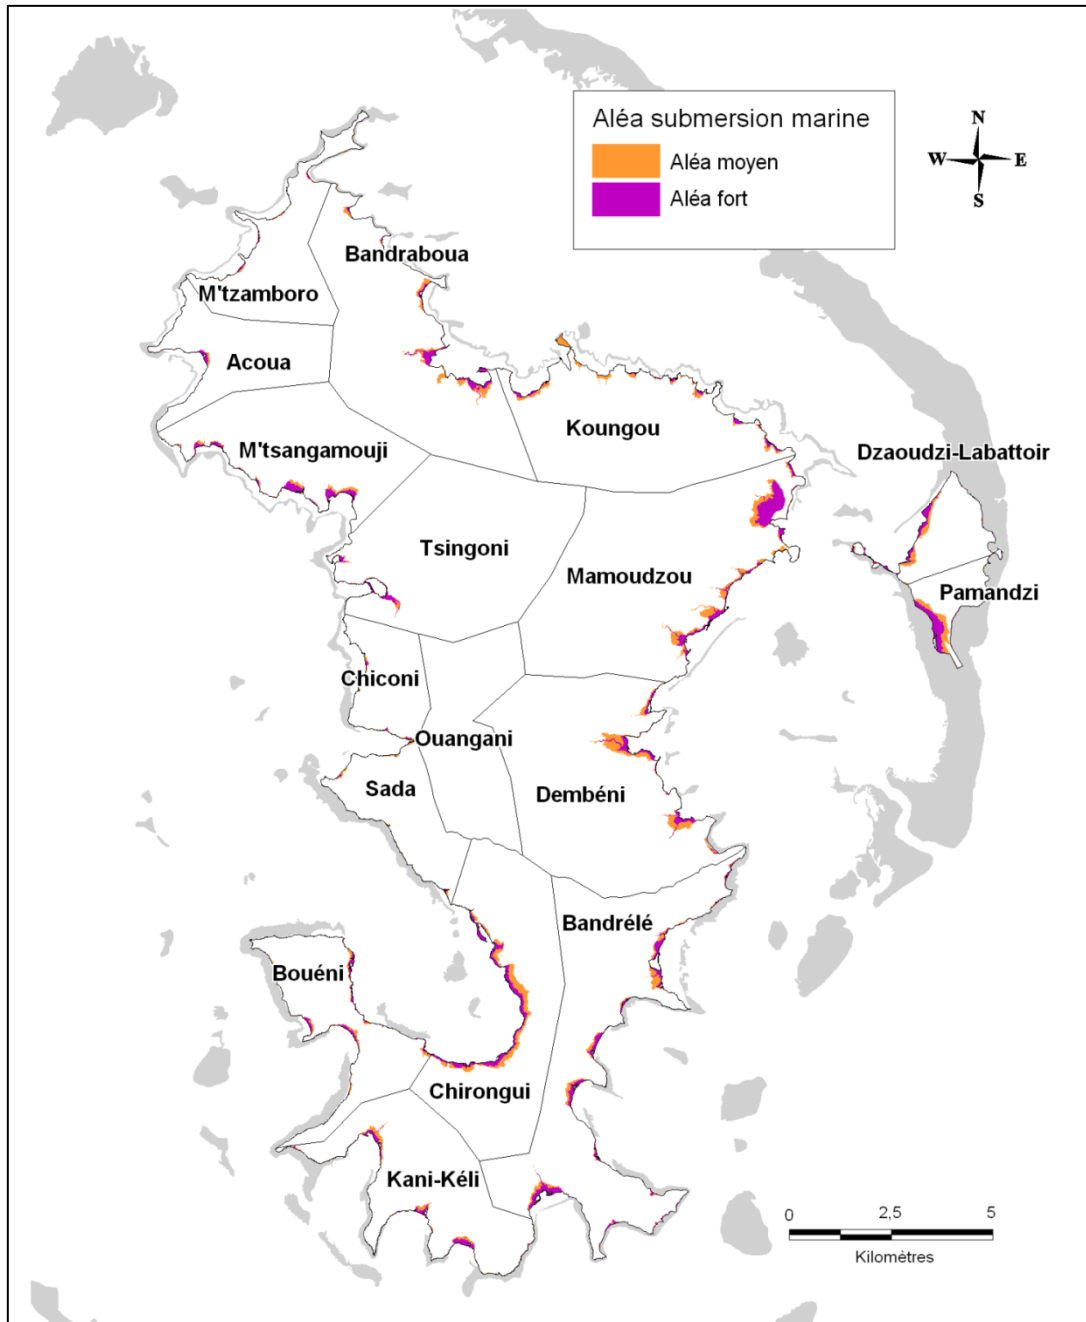 Aléa submersion marine
Aléa moyen
Aléa fort
N
W E
S
Bandraboua
M'tzamboro
Acoua
Koungou
M'tsangamouji
Dzaoudzi-Labattoir
Tsingoni
Mamoudzou
Pamandzi
Chiconi
Ouangani
Sada
Dembéni
Bandrélé
Bouéni
Chirongui
Kani-Kéli
0 2,5 5
Kilométres